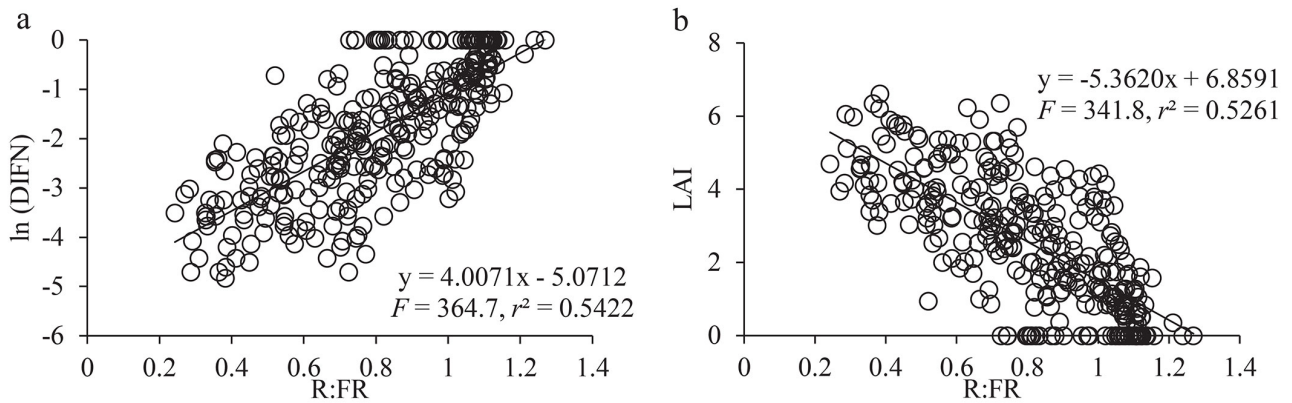 a
ln (DIFN)
0
-1
-2
-3
-4
-5
-6
y = 4.0071x - 5.0712
F = 364.7, r² = 0.5422
0 0.2 0.4 0.6 0.8 1 1.2 1.4
R:FR
b
LAI
8
6
4
2
0
y = -5.3620x + 6.8591
F = 341.8, r² = 0.5261
0 0.2 0.4 0.6 0.8 1 1.2 1.4
R:FR